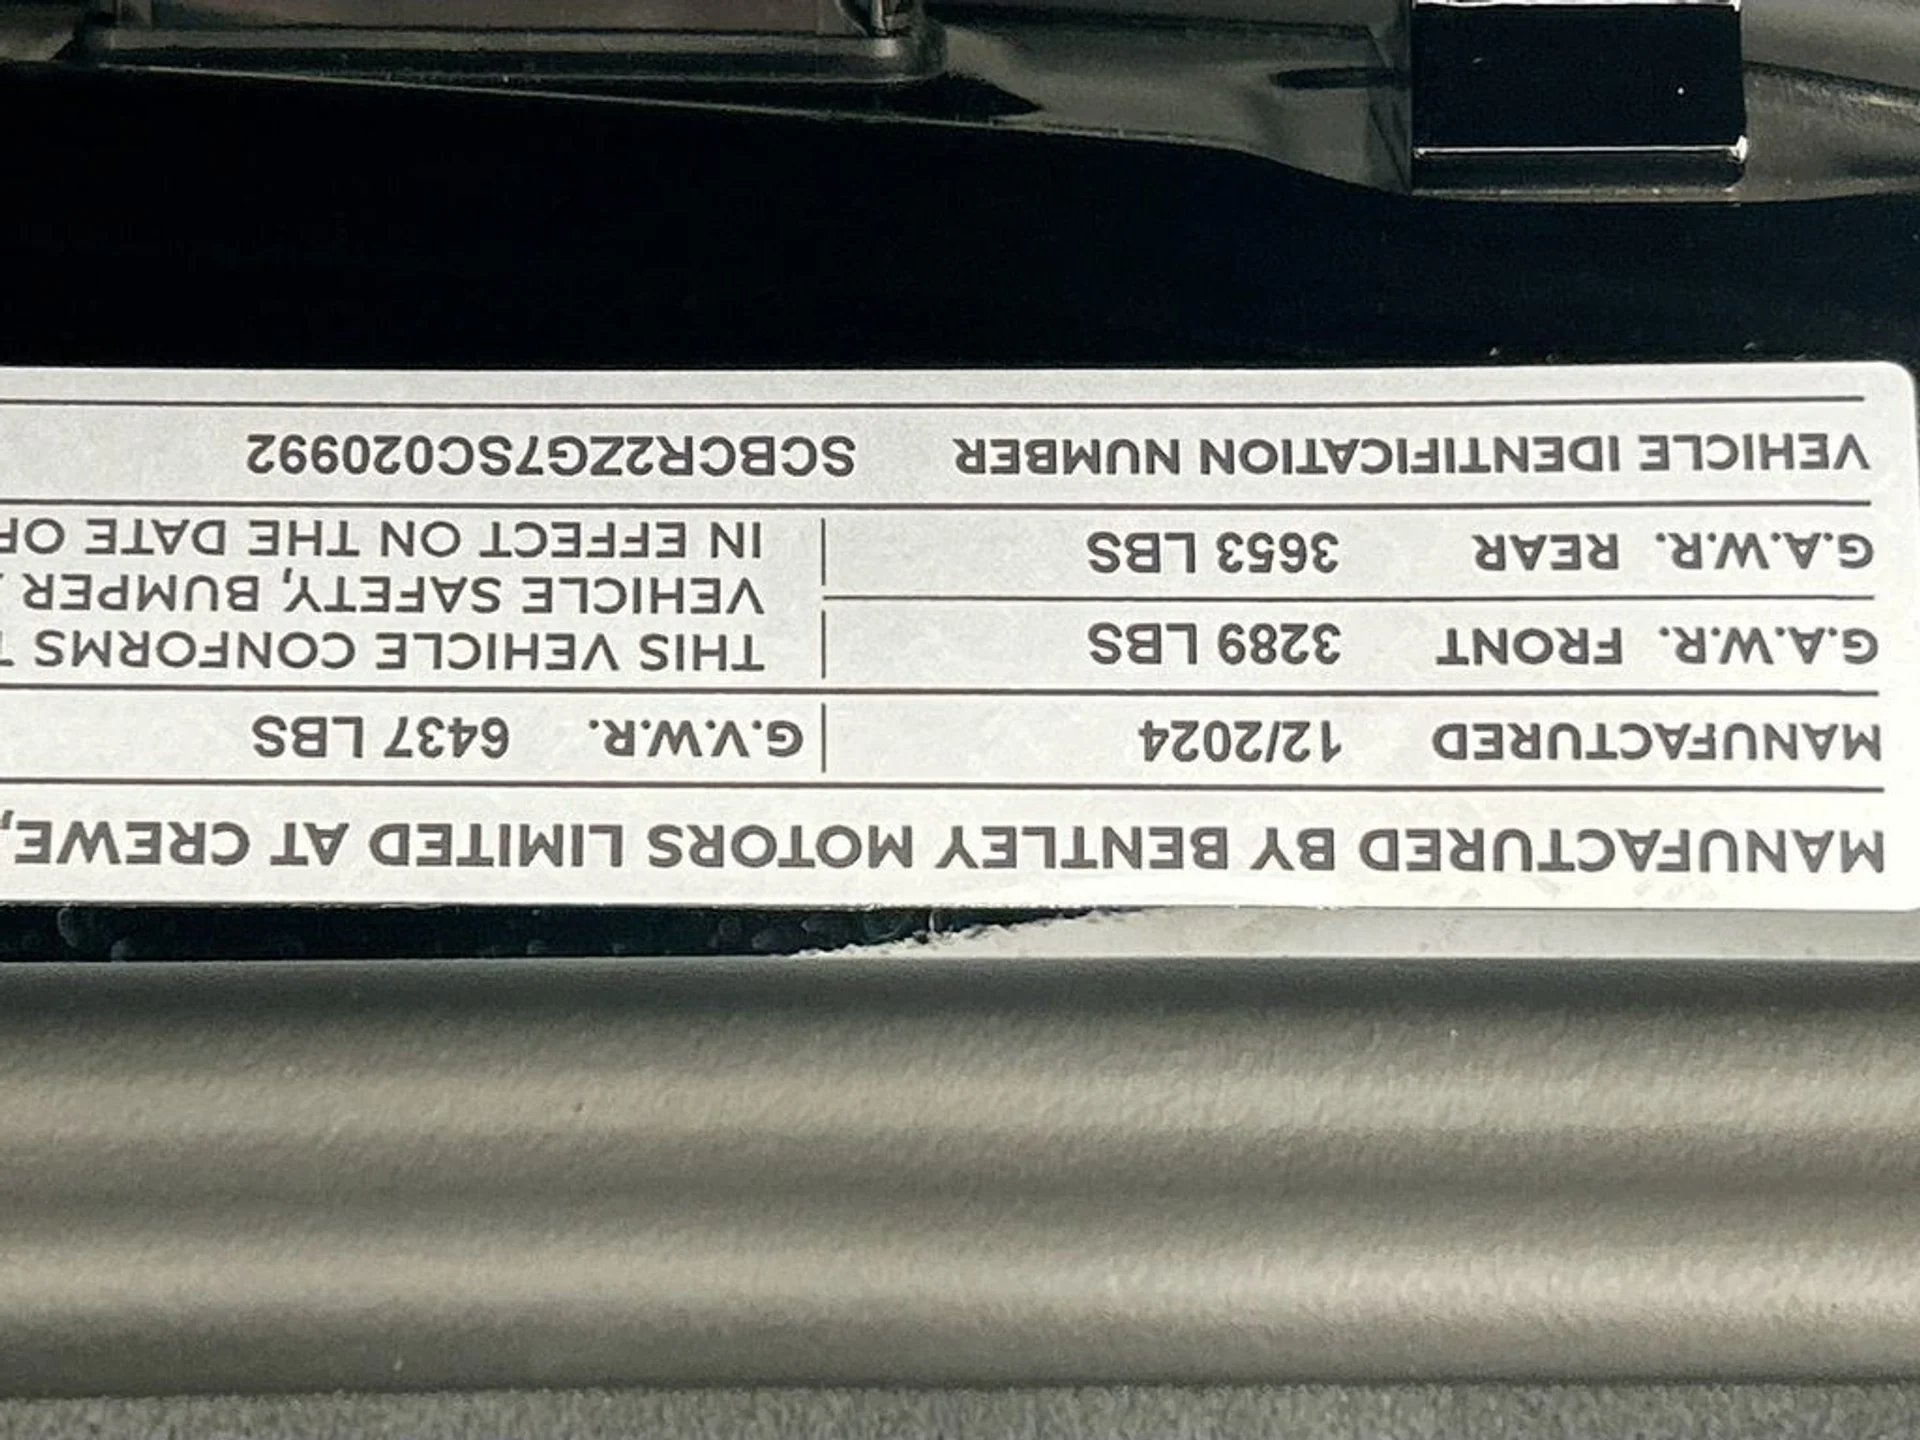 MANUFACTURED BY BENTLEY MOTORS LIMITED AT CREWE,
MANUFACTURED 12/2024 G.V.W.R. 6437 LBS
G.A.W.R. FRONT 3289 LBS
G.A.W.R. REAR 3653 LBS
THIS VEHICLE CONFORMS
VEHICLE SAFETY, BUMPER
IN EFFECT ON THE DATE OF
VEHICLE IDENTIFICATION NUMBER SCBCR2ZG7SC020992